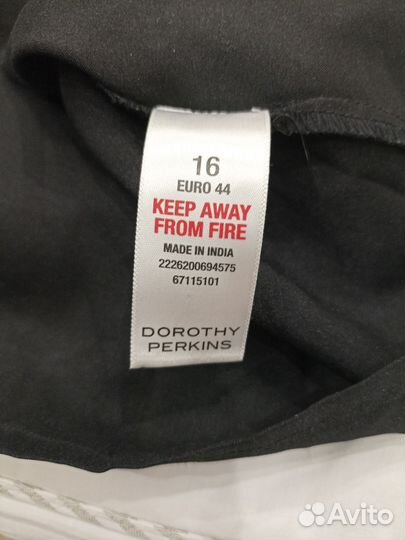 16
EURO 44
KEEP AWAY
FROM FIRE
MADE IN INDIA
2226200694575
67115101
DOROTHY
PERKINS
Avito